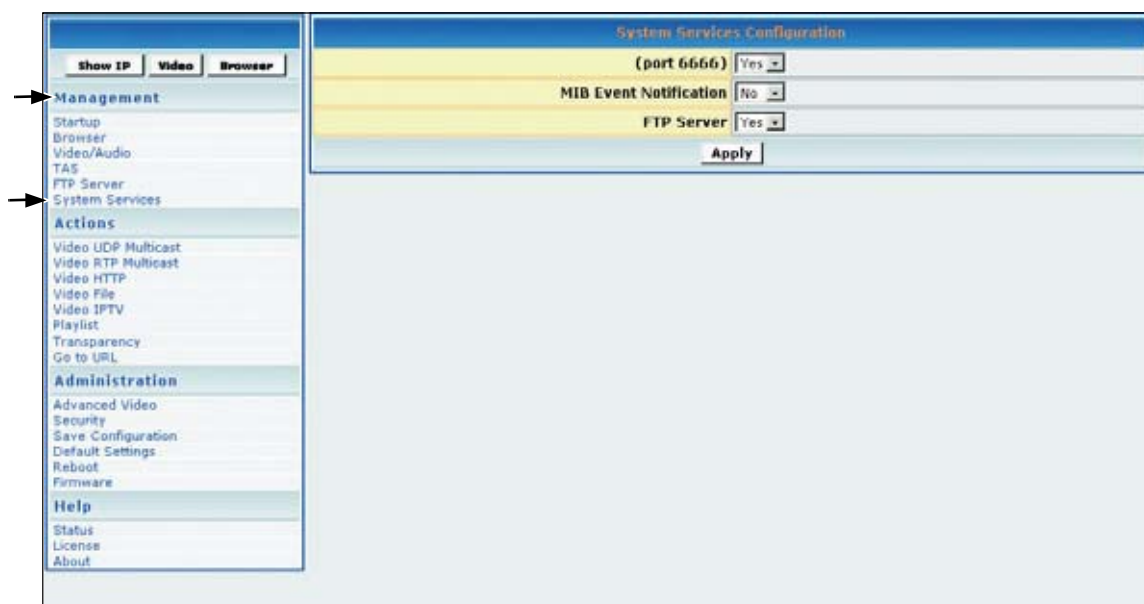 Show IP Video Browser
Management
Startup
Browser
Video/Audio
TAS
FTP Server
System Services
Actions
Video UDP Multicast
Video RTP Multicast
Video HTTP
Video File
Video IPTV
Playlist
Transparency
Go to URL
Administration
Advanced Video
Security
Save Configuration
Default Settings
Reboot
Firmware
Help
Status
License
About
System Services Configuration
(port 6666) Yes
MIB Event Notification No
FTP Server Yes
Apply